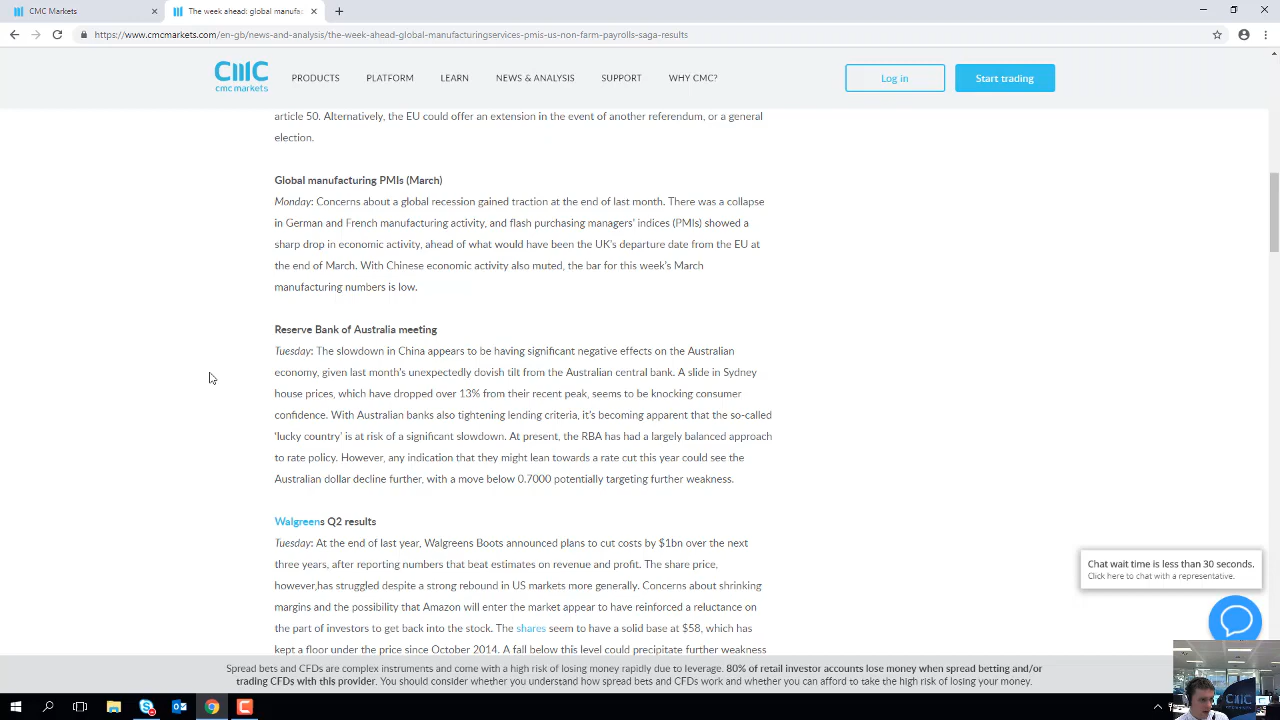 CMC Markets
The week ahead: global manufac
https://www.cmcmarkets.com/en-gb/news-and-analysis/the-week-ahead-global-manufacturingservices-pmis-us-non-farm-payrolls-saga-results
cmc markets
PRODUCTS PLATFORM LEARN NEWS & ANALYSIS SUPPORT WHY CMC?
Log in
Start trading
article 50. Alternatively, the EU could offer an extension in the event of another referendum, or a general
election.
Global manufacturing PMIs (March)
Monday: Concerns about a global recession gained traction at the end of last month. There was a collapse
in German and French manufacturing activity, and flash purchasing managers' indices (PMIs) showed a
sharp drop in economic activity, ahead of what would have been the UK's departure date from the EU at
the end of March. With Chinese economic activity also muted, the bar for this week's March
manufacturing numbers is low.
Reserve Bank of Australia meeting
Tuesday: The slowdown in China appears to be having significant negative effects on the Australian
economy, given last month's unexpectedly dovish tilt from the Australian central bank. A slide in Sydney
house prices, which have dropped over 13% from their recent peak, seems to be knocking consumer
confidence. With Australian banks also tightening lending criteria, it's becoming apparent that the so-called
'lucky country' is at risk of a significant slowdown. At present, the RBA has had a largely balanced approach
to rate policy. However, any indication that they might lean towards a rate cut this year could see the
Australian dollar decline further, with a move below 0.7000 potentially targeting further weakness.
Walgreens Q2 results
Tuesday: At the end of last year, Walgreens Boots announced plans to cut costs by $1bn over the next
three years, after reporting numbers that beat estimates on revenue and profit. The share price,
however,has struggled despite a strong rebound in US markets more generally. Concerns about shrinking
margins and the possibility that Amazon will enter the market appear to have reinforced a reluctance on
the part of investors to get back into the stock. The shares seem to have a solid base at $58, which has
kept a floor under the price since October 2014. A fall below this level could precipitate further weakness
Chat wait time is less than 30 seconds.
Click here to chat with a representative.
Spread bets and CFDs are complex instruments and come with a high risk of losing money rapidly due to leverage. 80% of retail investor accounts lose money when spread betting and/or
trading CFDs with this provider. You should consider whether you understand how spread bets and CFDs work and whether you can afford to take the high risk of losing your money.